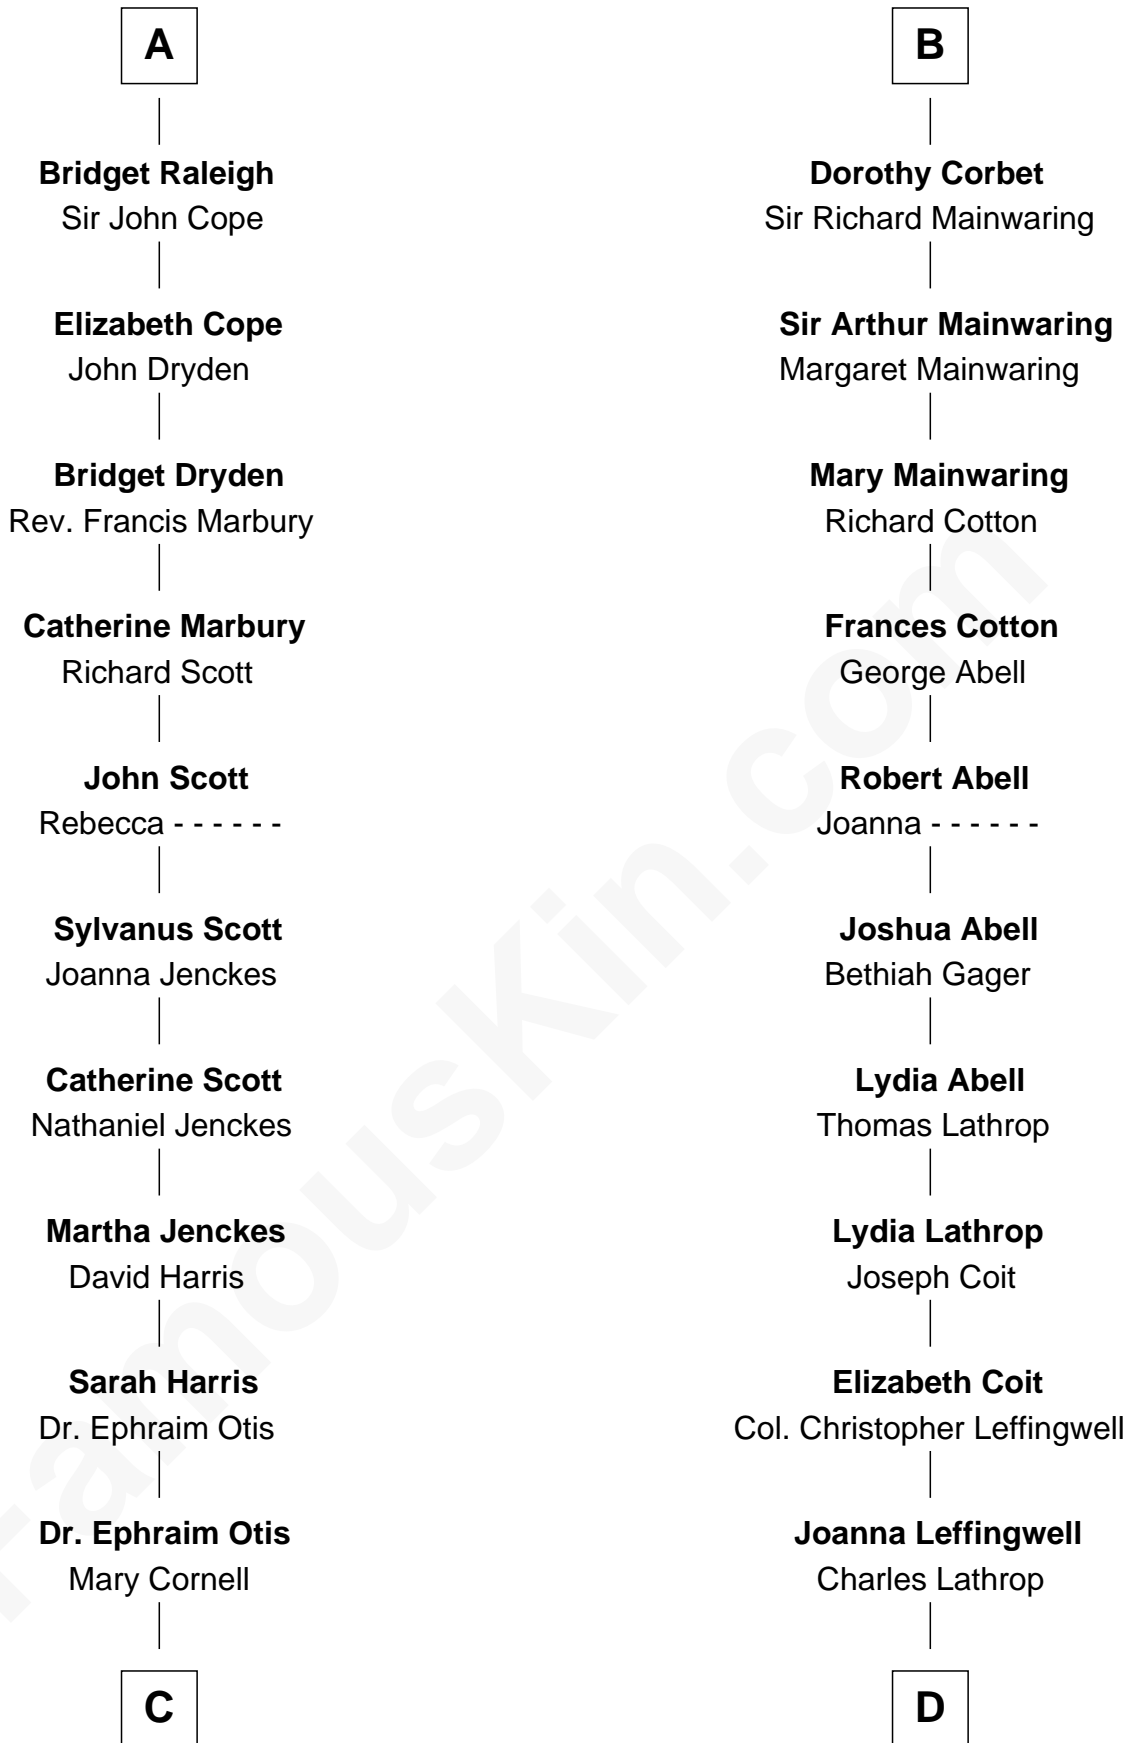 A
Bridget Raleigh
Sir John Cope
Elizabeth Cope
John Dryden
Bridget Dryden
Rev. Francis Marbury
Catherine Marbury
Richard Scott
John Scott
Rebecca - - - - - -
Sylvanus Scott
Joanna Jenckes
Catherine Scott
Nathaniel Jenckes
Martha Jenckes
David Harris
Sarah Harris
Dr. Ephraim Otis
Dr. Ephraim Otis
Mary Cornell
C
B
Dorothy Corbet
Sir Richard Mainwaring
Sir Arthur Mainwaring
Margaret Mainwaring
Mary Mainwaring
Richard Cotton
Frances Cotton
George Abell
Robert Abell
Joanna - - - - - -
Joshua Abell
Bethiah Gager
Lydia Abell
Thomas Lathrop
Lydia Lathrop
Joseph Coit
Elizabeth Coit
Col. Christopher Leffingwell
Joanna Leffingwell
Charles Lathrop
D
FamousKin.com